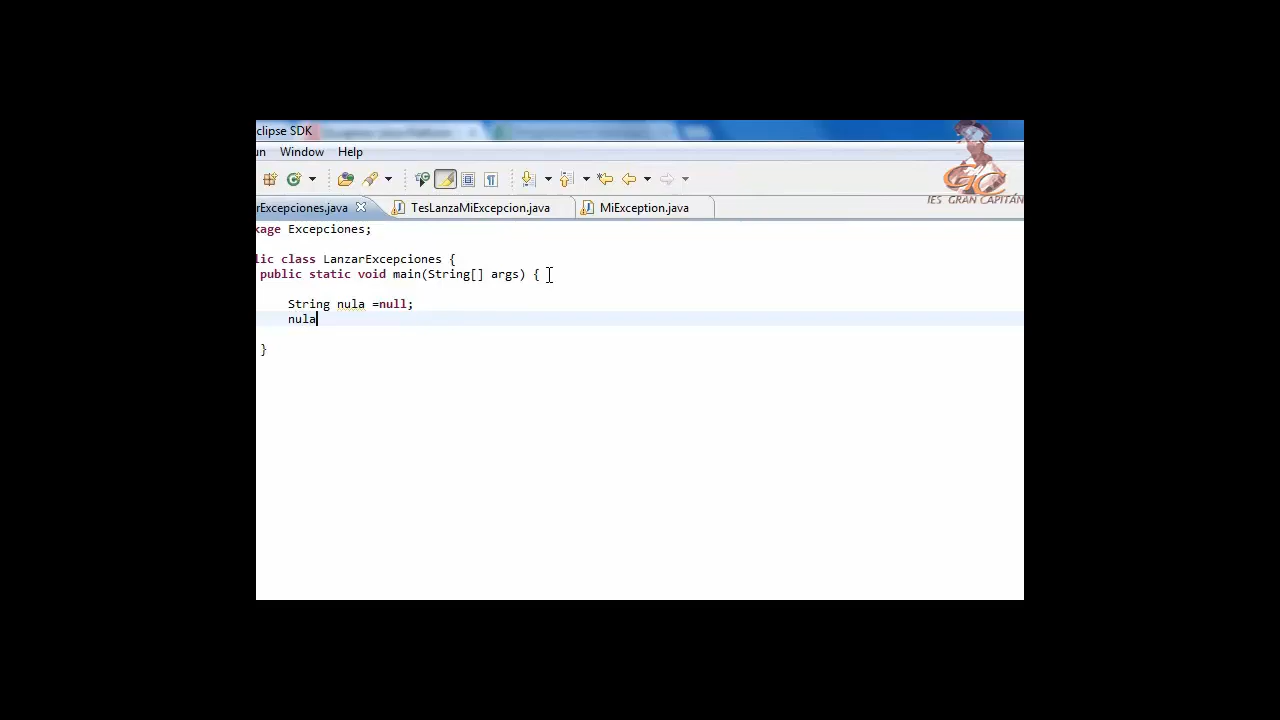 clipse SDK
un Window Help
IES GRAN CAPITÁN
rExcepciones.java TesLanzaMiExcepcion.java MiException.java
kage Excepciones;
lic class LanzarExcepciones {
public static void main(String[] args) {
String nula =null;
nula
}